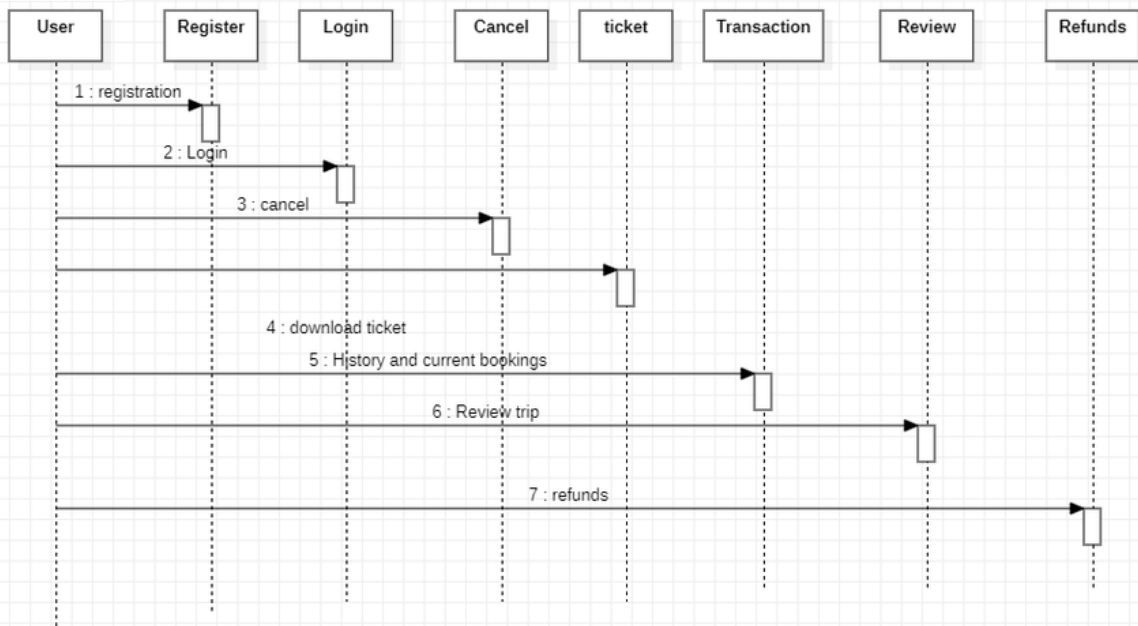 User
Register
Login
Cancel
ticket
Transaction
Review
Refunds
1 : registration
2 : Login
3 : cancel
4 : download ticket
5 : History and current bookings
6 : Review trip
7 : refunds